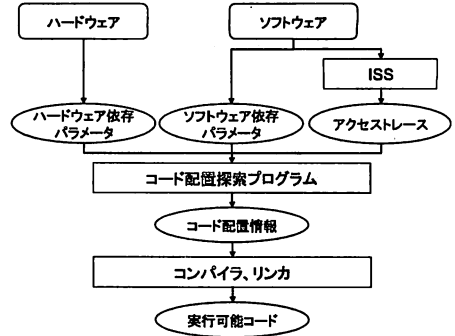 ハードウェア
ソフトウェア
ISS
ハードウェア依存
パラメータ
ソフトウェア依存
パラメータ
アクセストレース
コード配置探索プログラム
コード配置情報
コンパイラ、リンカ
実行可能コード